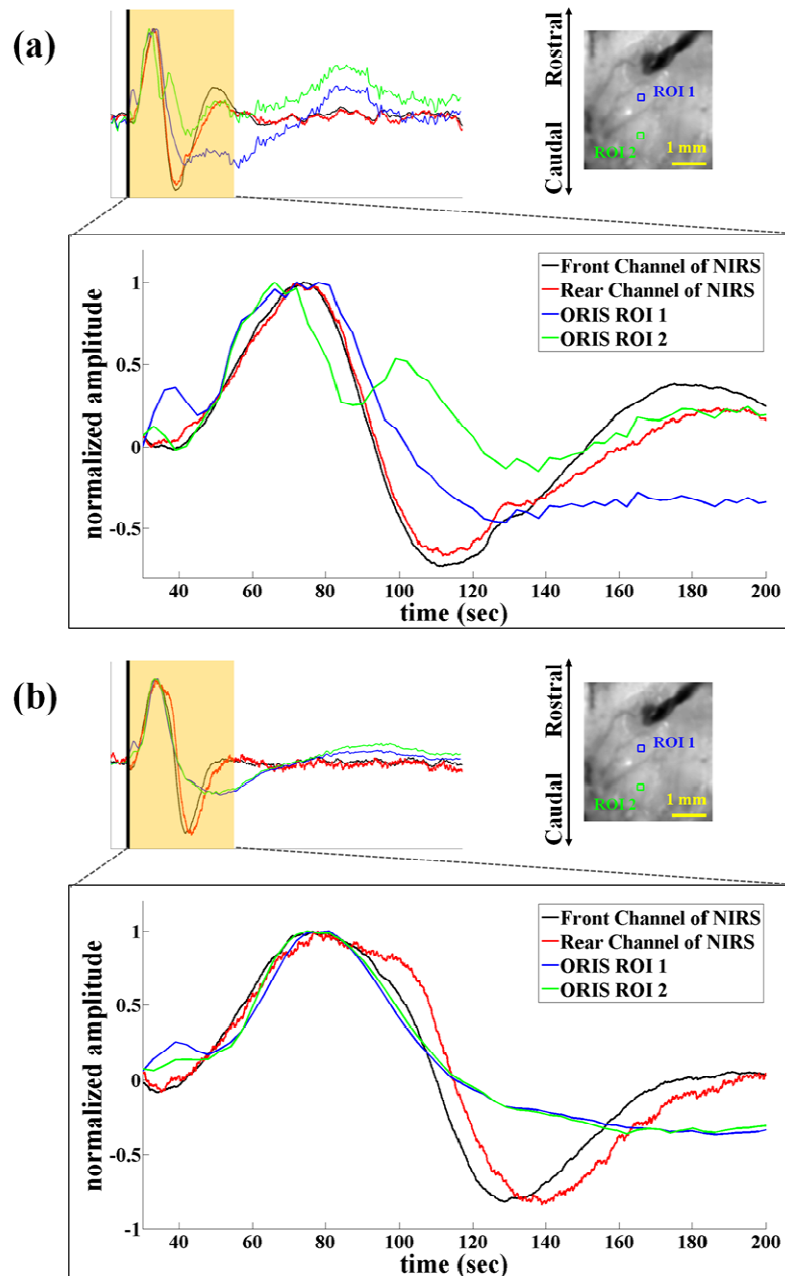 (a)
Rostral
Caudal
ROI 1
ROI 2
1 mm
normalized amplitude
1
0.5
0
-0.5
Front Channel of NIRS
Rear Channel of NIRS
ORIS ROI 1
ORIS ROI 2
40 60 80 100 120 140 160 180 200
time (sec)
(b)
Rostral
Caudal
ROI 1
ROI 2
1 mm
normalized amplitude
1
0.5
0
-0.5
-1
Front Channel of NIRS
Rear Channel of NIRS
ORIS ROI 1
ORIS ROI 2
40 60 80 100 120 140 160 180 200
time (sec)